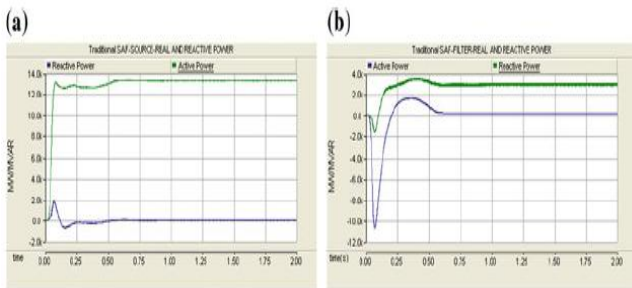 (a)
Traditional SAF-SOURCE-REAL AND REACTIVE POWER
Reactive Power
Active Power
MW/MVAR
14.0
12.0
10.0
8.0
6.0
4.0
2.0
0.0
-2.0
time
0.00 0.25 0.50 0.75 1.00 1.25 1.50 1.75 2.00
(b)
Traditional SAF-FILTER-REAL AND REACTIVE POWER
Active Power
Reactive Power
MW/MVAR
4.0
2.0
0.0
-2.0
-4.0
-6.0
-8.0
-10.0
-12.0
time(s)
0.00 0.25 0.50 0.75 1.00 1.25 1.50 1.75 2.00